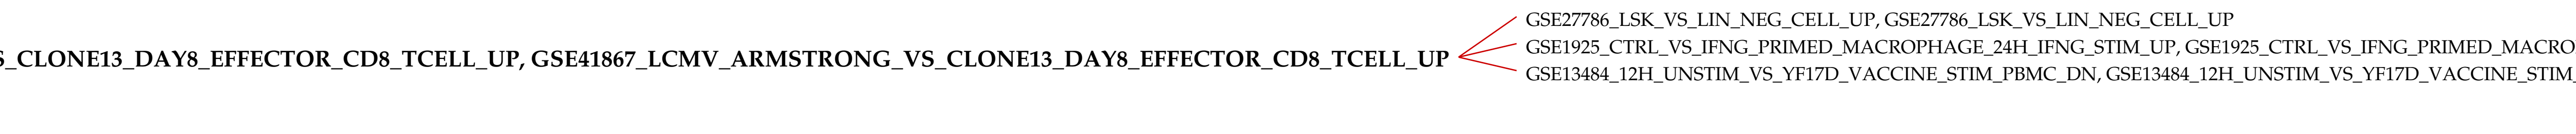 GSE27786_LSK_VS_LIN_NEG_CELL_UP, GSE27786_LSK_VS_LIN_NEG_CELL_UP
S_CLONE13_DAY8_EFFECTOR_CD8_TCELL_UP, GSE41867_LCMV_ARMSTRONG_VS_CLONE13_DAY8_EFFECTOR_CD8_TCELL_UP
GSE1925_CTRL_VS_IFNG_PRIMED_MACROPHAGE_24H_IFNG_STIM_UP, GSE1925_CTRL_VS_IFNG_PRIMED_MACRO
GSE13484_12H_UNSTIM_VS_YF17D_VACCINE_STIM_PBMC_DN, GSE13484_12H_UNSTIM_VS_YF17D_VACCINE_STIM_